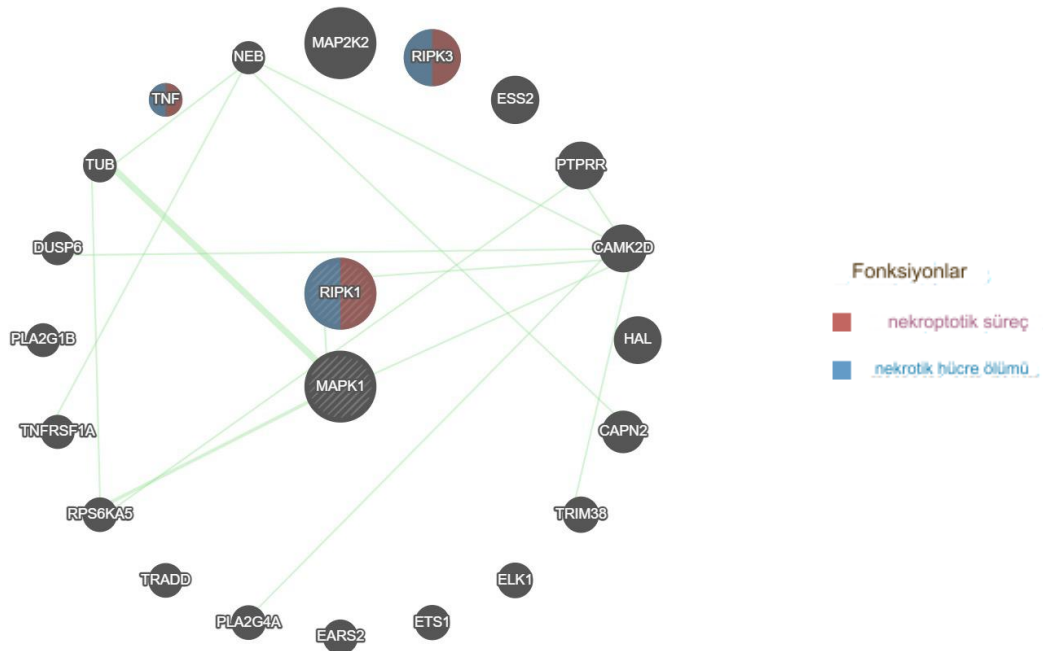 MAP2K2
NEB
RIPK3
TNF
ESS2
TUB
PTPRR
DUSP6
CAMK2D
RIPK1
PLA2G1B
HAL
MAPK1
TNFRSF1A
CAPN2
RPS6KA5
TRIM38
TRADD
ELK1
PLA2G4A
EARS2
ETS1
Fonksiyonlar
nekroptotik süreç
nekrotik hücre ölümü